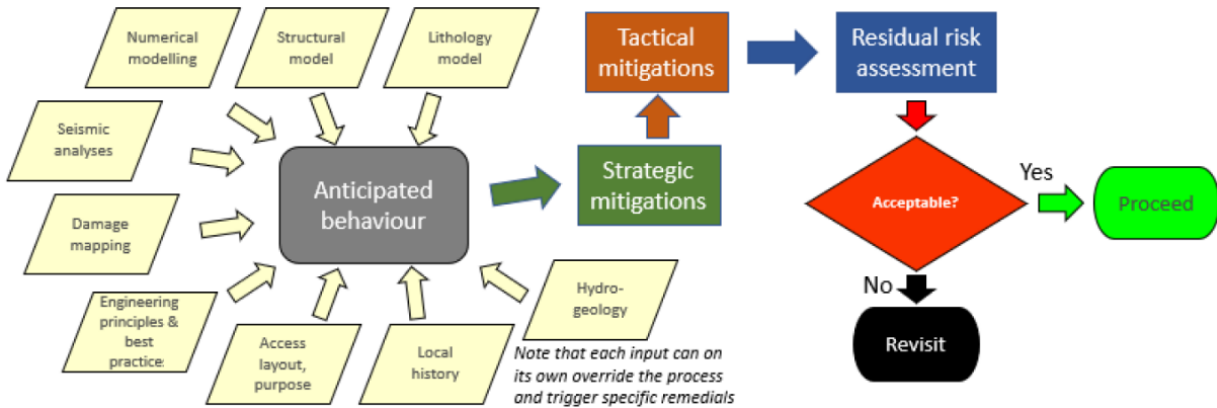 Numerical
modelling
Structural
model
Lithology
model
Tactical
mitigations
Residual risk
assessment
Seismic
analyses
Anticipated
behaviour
Strategic
mitigations
Acceptable?
Yes
Proceed
Damage
mapping
No
Revisit
Engineering
principles &
best
practice:
Access
layout,
purpose
Local
history
Hydro-
geology
Note that each input can on
its own override the process
and trigger specific remedials